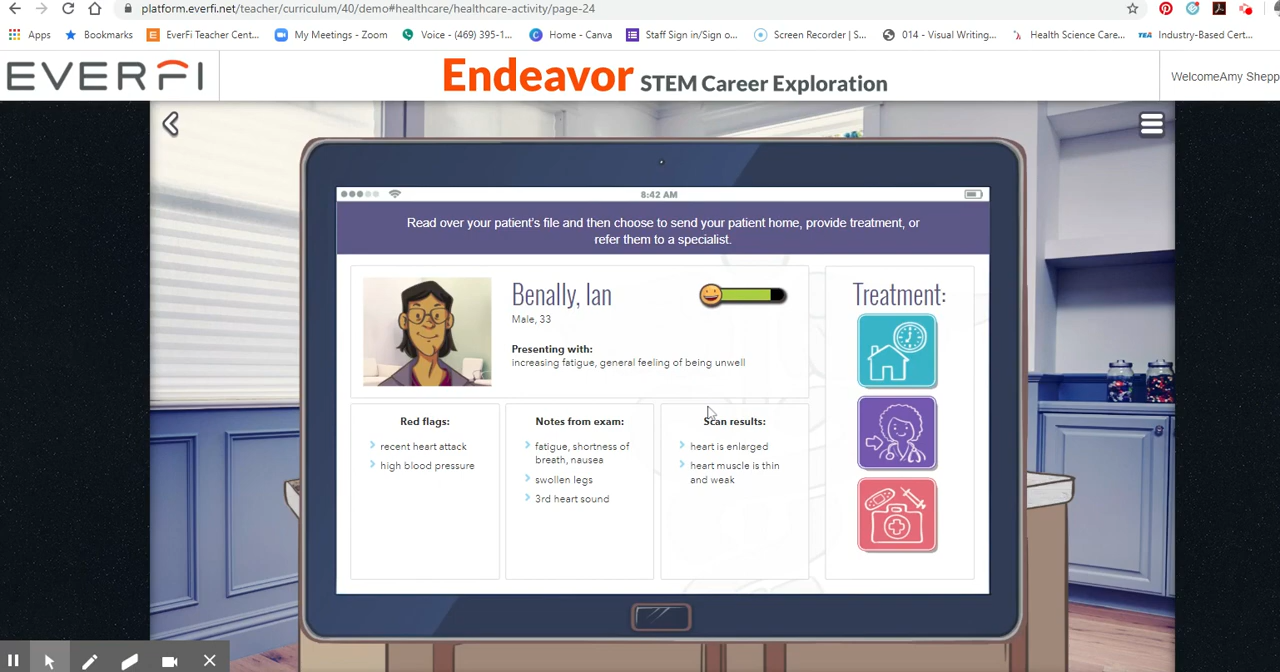 platform.everfi.net/teacher/curriculum/40/demo#healthcare/healthcare-activity/page-24
Apps Bookmarks EverFi Teacher Cent... My Meetings - Zoom Voice - (469) 395-1... Home - Canva Staff Sign in/Sign o... Screen Recorder | S... 014 - Visual Writing... Health Science Care... TEA Industry-Based Cert...
EVERFI
Endeavor STEM Career Exploration
WelcomeAmy Shepp
8:42 AM
Read over your patient's file and then choose to send your patient home, provide treatment, or
refer them to a specialist.
Benally, Ian
Male, 33
Presenting with:
increasing fatigue, general feeling of being unwell
Treatment:
Red flags:
recent heart attack
high blood pressure
Notes from exam:
fatigue, shortness of
breath, nausea
swollen legs
3rd heart sound
Scan results:
heart is enlarged
heart muscle is thin
and weak